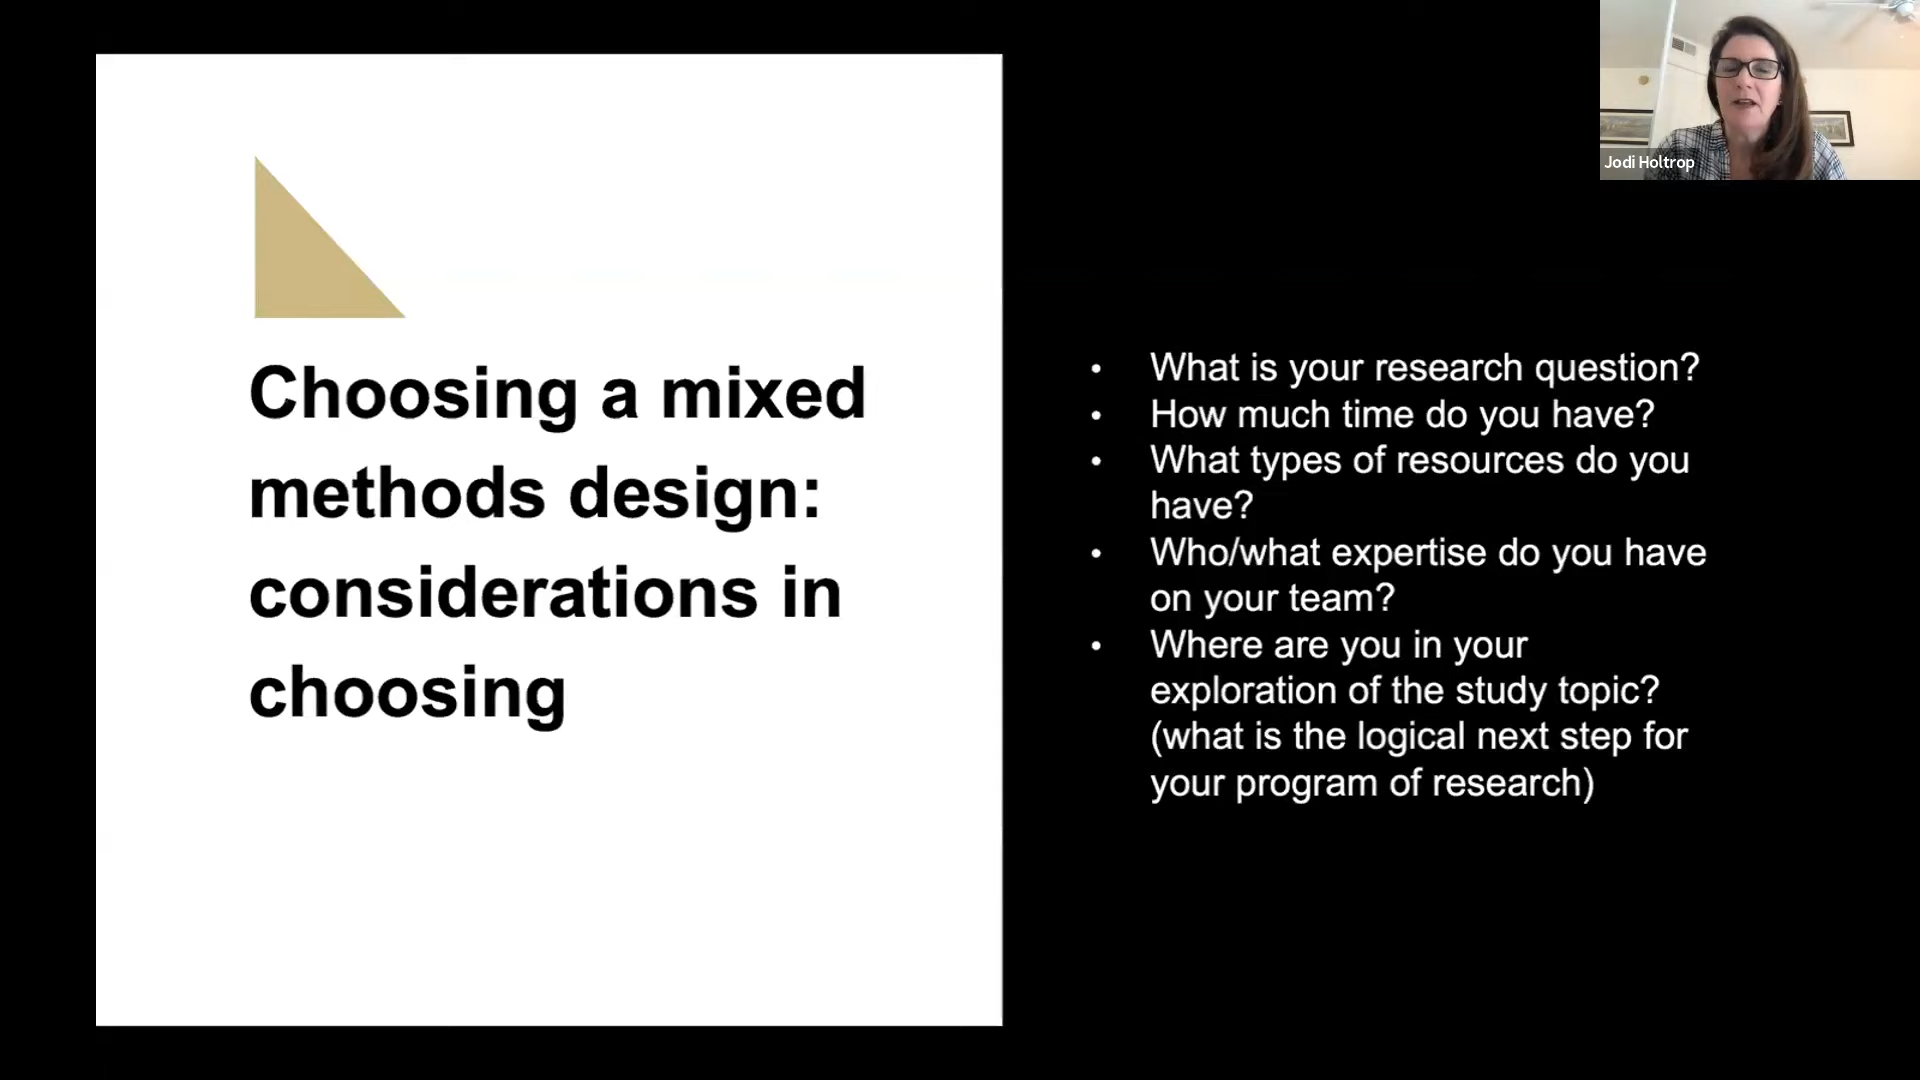 Choosing a mixed
methods design:
considerations in
choosing
• What is your research question?
• How much time do you have?
• What types of resources do you
have?
• Who/what expertise do you have
on your team?
• Where are you in your
exploration of the study topic?
(what is the logical next step for
your program of research)
Jodi Holtrop